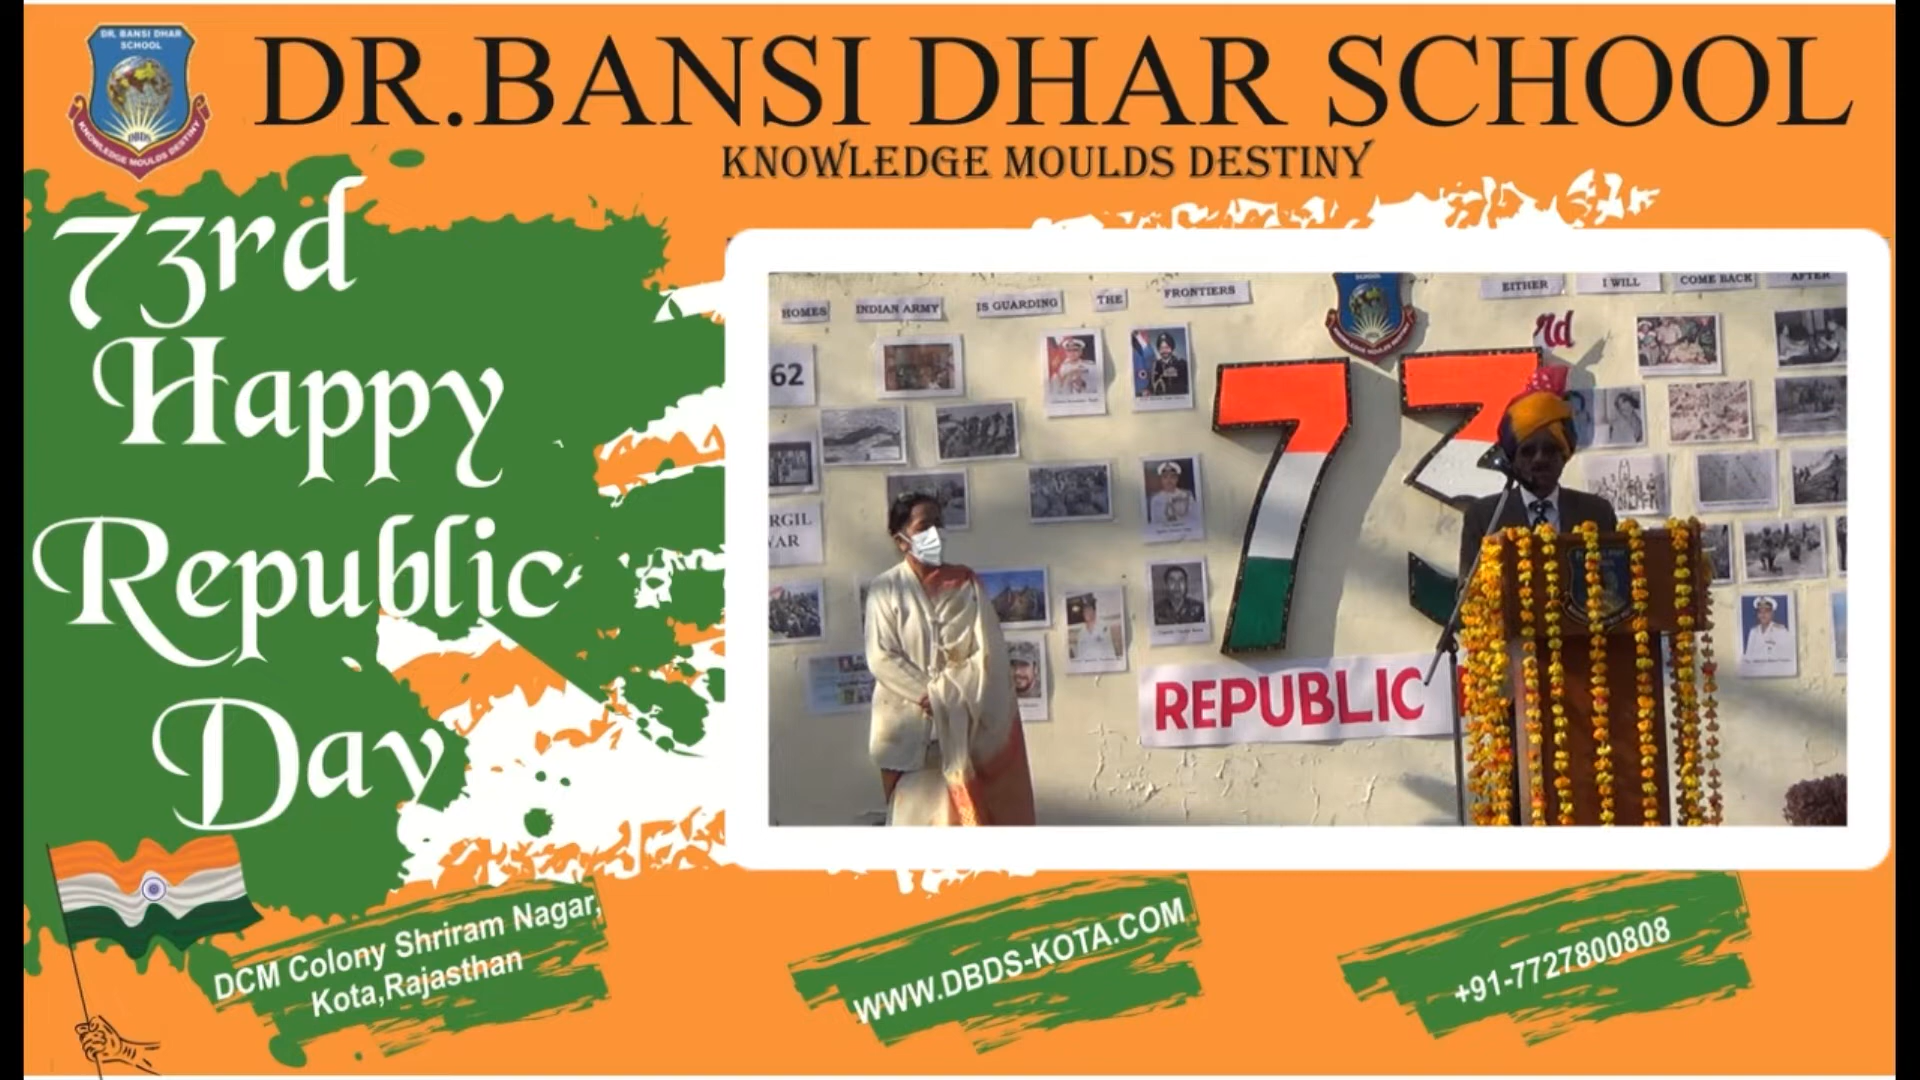 DR. BANSI DHAR
SCHOOL
DBDS
KNOWLEDGE MOULDS DESTINY
DR.BANSI DHAR SCHOOL
KNOWLEDGE MOULDS DESTINY
73rd
Happy
Republic
Day
HOMES INDIAN ARMY IS GUARDING THE FRONTIERS
EITHER I WILL COME BACK AFTER
62
73 rd
RGIL
YAR
REPUBLIC
DCM Colony Shriram Nagar,
Kota,Rajasthan
WWW.DBDS-KOTA.COM
+91-7727800808